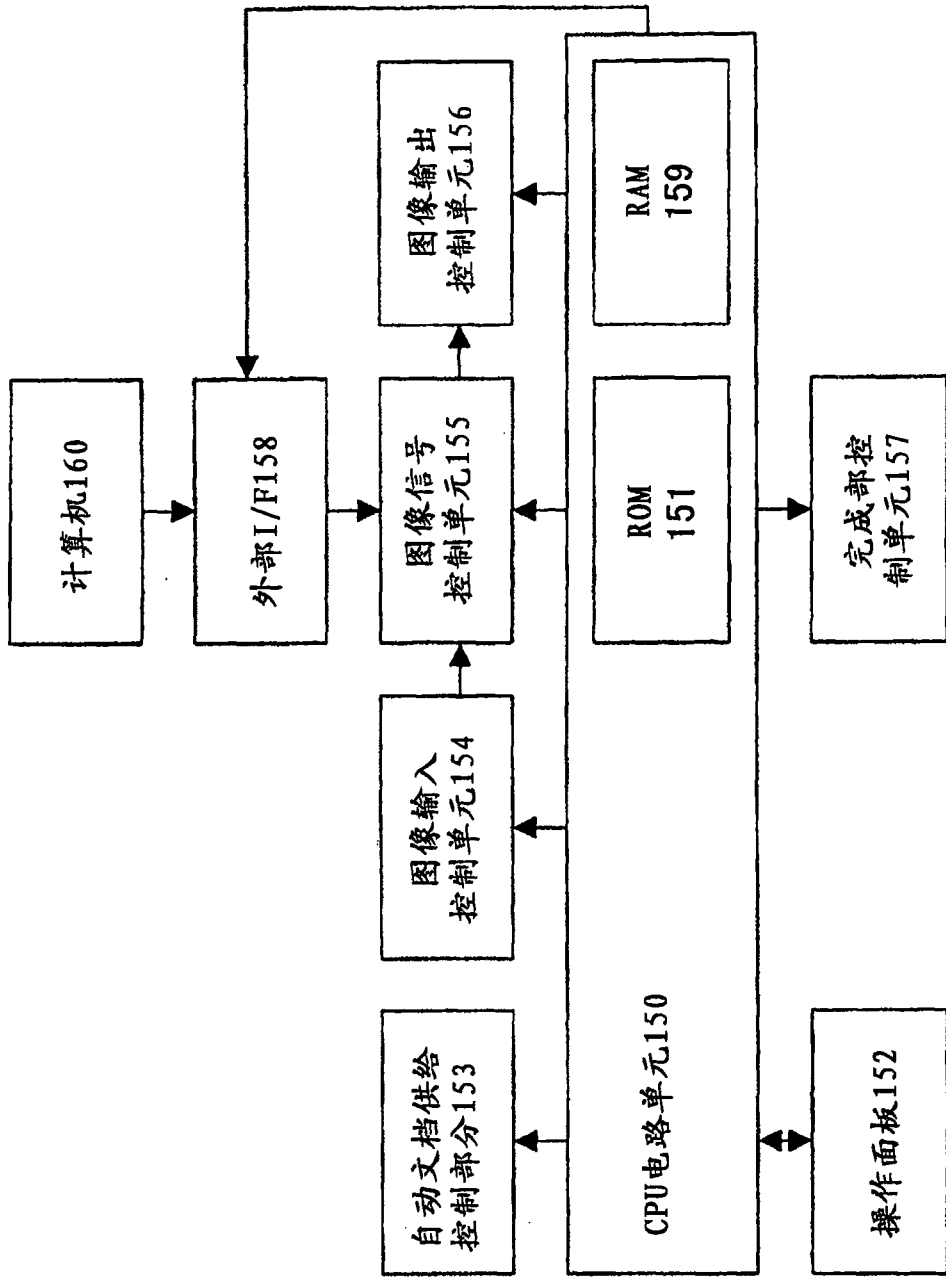 计算机160
外部I/F158
自动文档供给
控制部分153
图像输入
控制单元154
图像信号
控制单元155
图像输出
控制单元156
CPU电路单元150
ROM
151
RAM
159
操作面板152
完成部控
制单元157